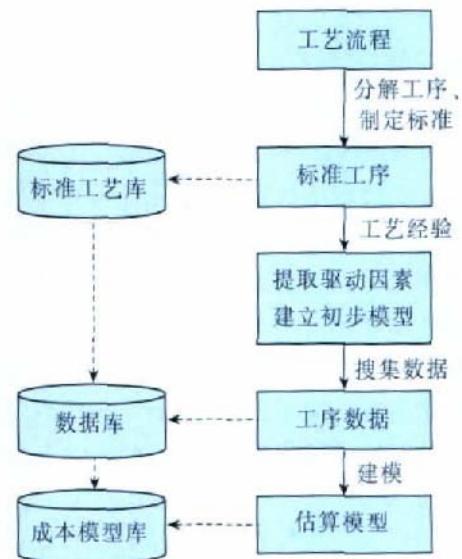 工艺流程
分解工序、
制定标准
标准工艺库
标准工序
工艺经验
提取驱动因素
建立初步模型
搜集数据
数据库
工序数据
建模
成本模型库
估算模型